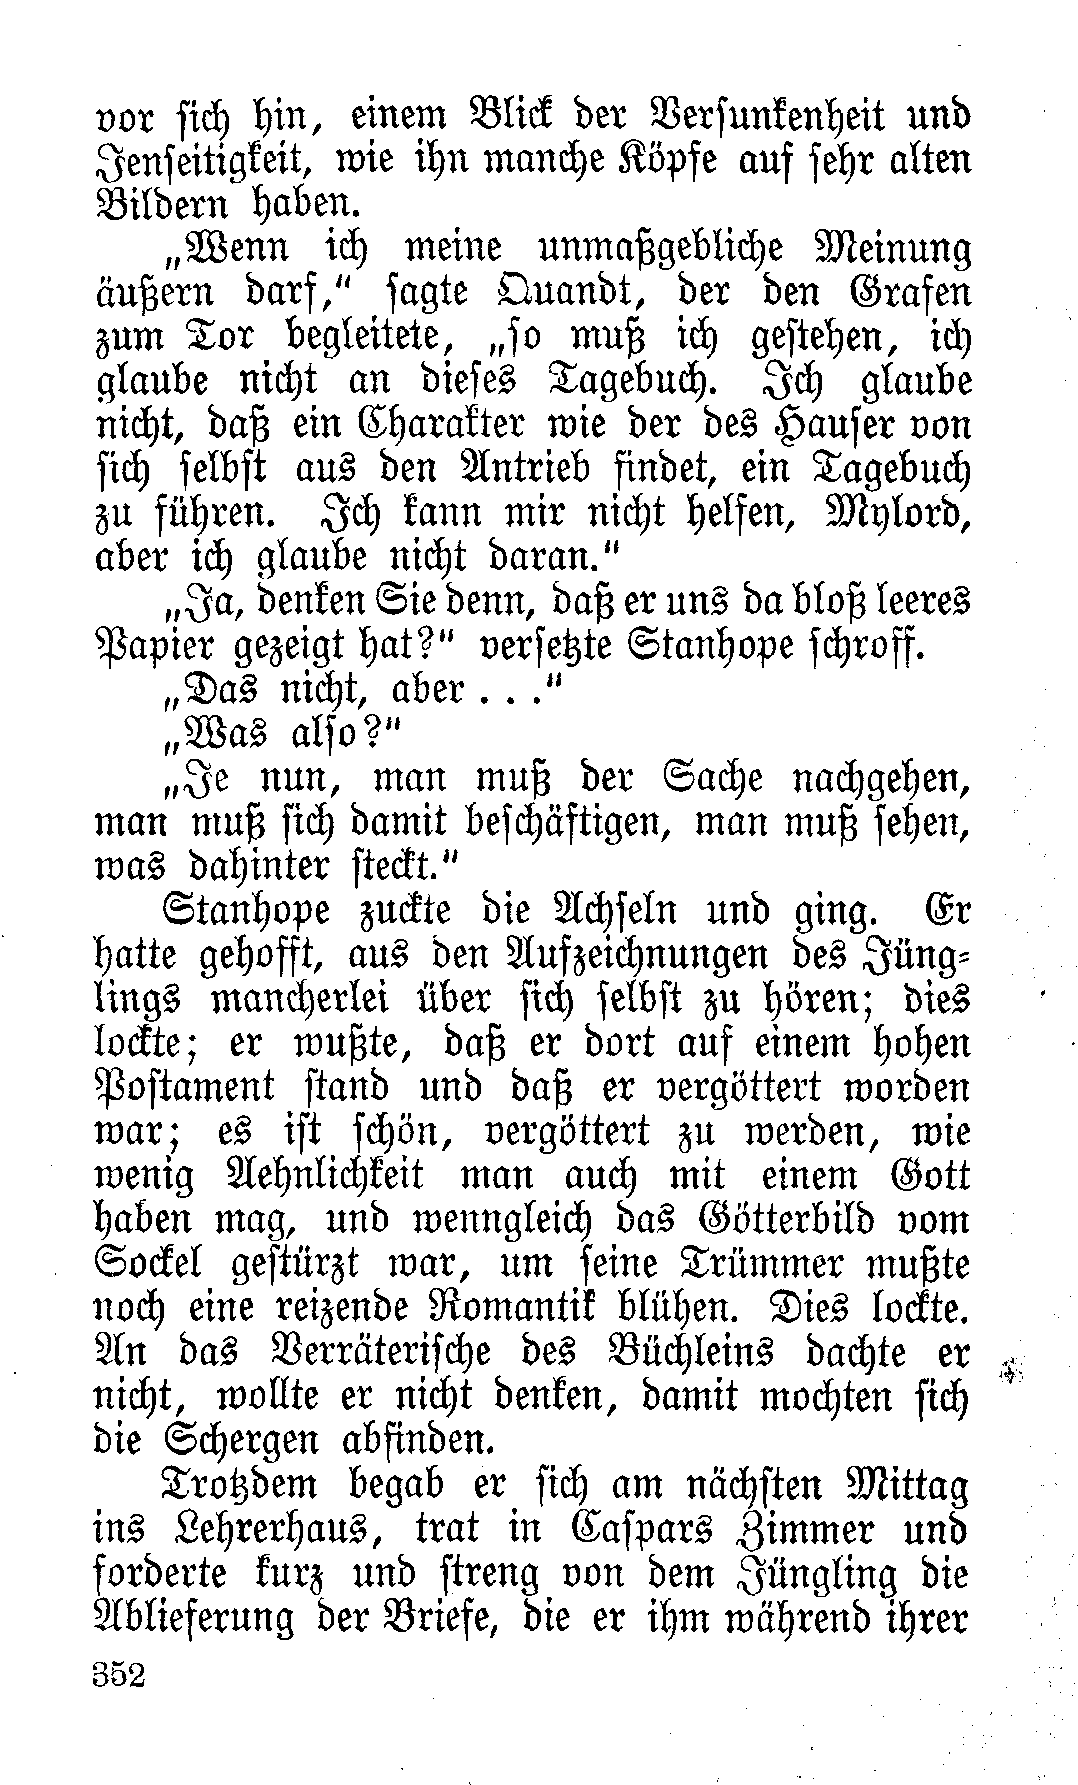 vor sich hin, einem Blick der Versunkenheit und
Jenseitigkeit, wie ihn manche Köpfe auf sehr alten
Bildern haben.
„Wenn ich meine unmaßgebliche Meinung
äußern darf,“ sagte Quandt, der den Grafen
zum Tor begleitete, „so muß ich gestehen, ich
glaube nicht an dieses Tagebuch. Ich glaube
nicht, daß ein Charakter wie der des Hauser von
sich selbst aus den Antrieb findet, ein Tagebuch
zu führen. Ich kann mir nicht helfen, Mylord,
aber ich glaube nicht daran.“
„Ja, denken Sie denn, daß er uns da bloß leeres
Papier gezeigt hat?“ versetzte Stanhope schroff.
„Das nicht, aber . . .“
„Was also?“
„Je nun, man muß der Sache nachgehen,
man muß sich damit beschäftigen, man muß sehen,
was dahinter steckt.“
Stanhope zuckte die Achseln und ging. Er
hatte gehofft, aus den Aufzeichnungen des Jüng-
lings mancherlei über sich selbst zu hören; dies
lockte; er wußte, daß er dort auf einem hohen
Postament stand und daß er vergöttert worden
war; es ist schön, vergöttert zu werden, wie
wenig Aehnlichkeit man auch mit einem Gott
haben mag, und wenngleich das Götterbild vom
Sockel gestürzt war, um seine Trümmer mußte
noch eine reizende Romantik blühen. Dies lockte.
An das Verräterische des Büchleins dachte er
nicht, wollte er nicht denken, damit mochten sich
die Schergen abfinden.
Trotzdem begab er sich am nächsten Mittag
ins Lehrerhaus, trat in Caspars Zimmer und
forderte kurz und streng von dem Jüngling die
Ablieferung der Briefe, die er ihm während ihrer
352